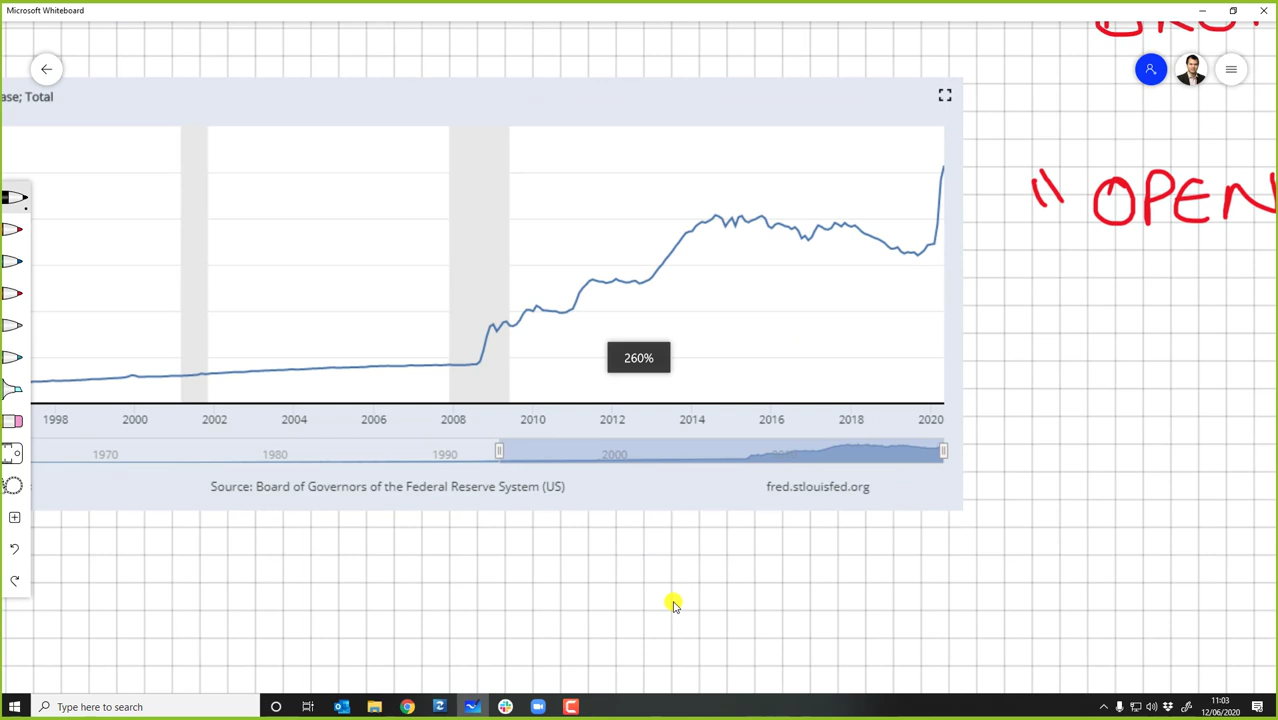 Microsoft Whiteboard
ase; Total
" OPEN
260%
1998 2000 2002 2004 2006 2008 2010 2012 2014 2016 2018 2020
1970 1980 1990 2000
Source: Board of Governors of the Federal Reserve System (US)
fred.stlouisfed.org
Type here to search
11:03
12/06/2020